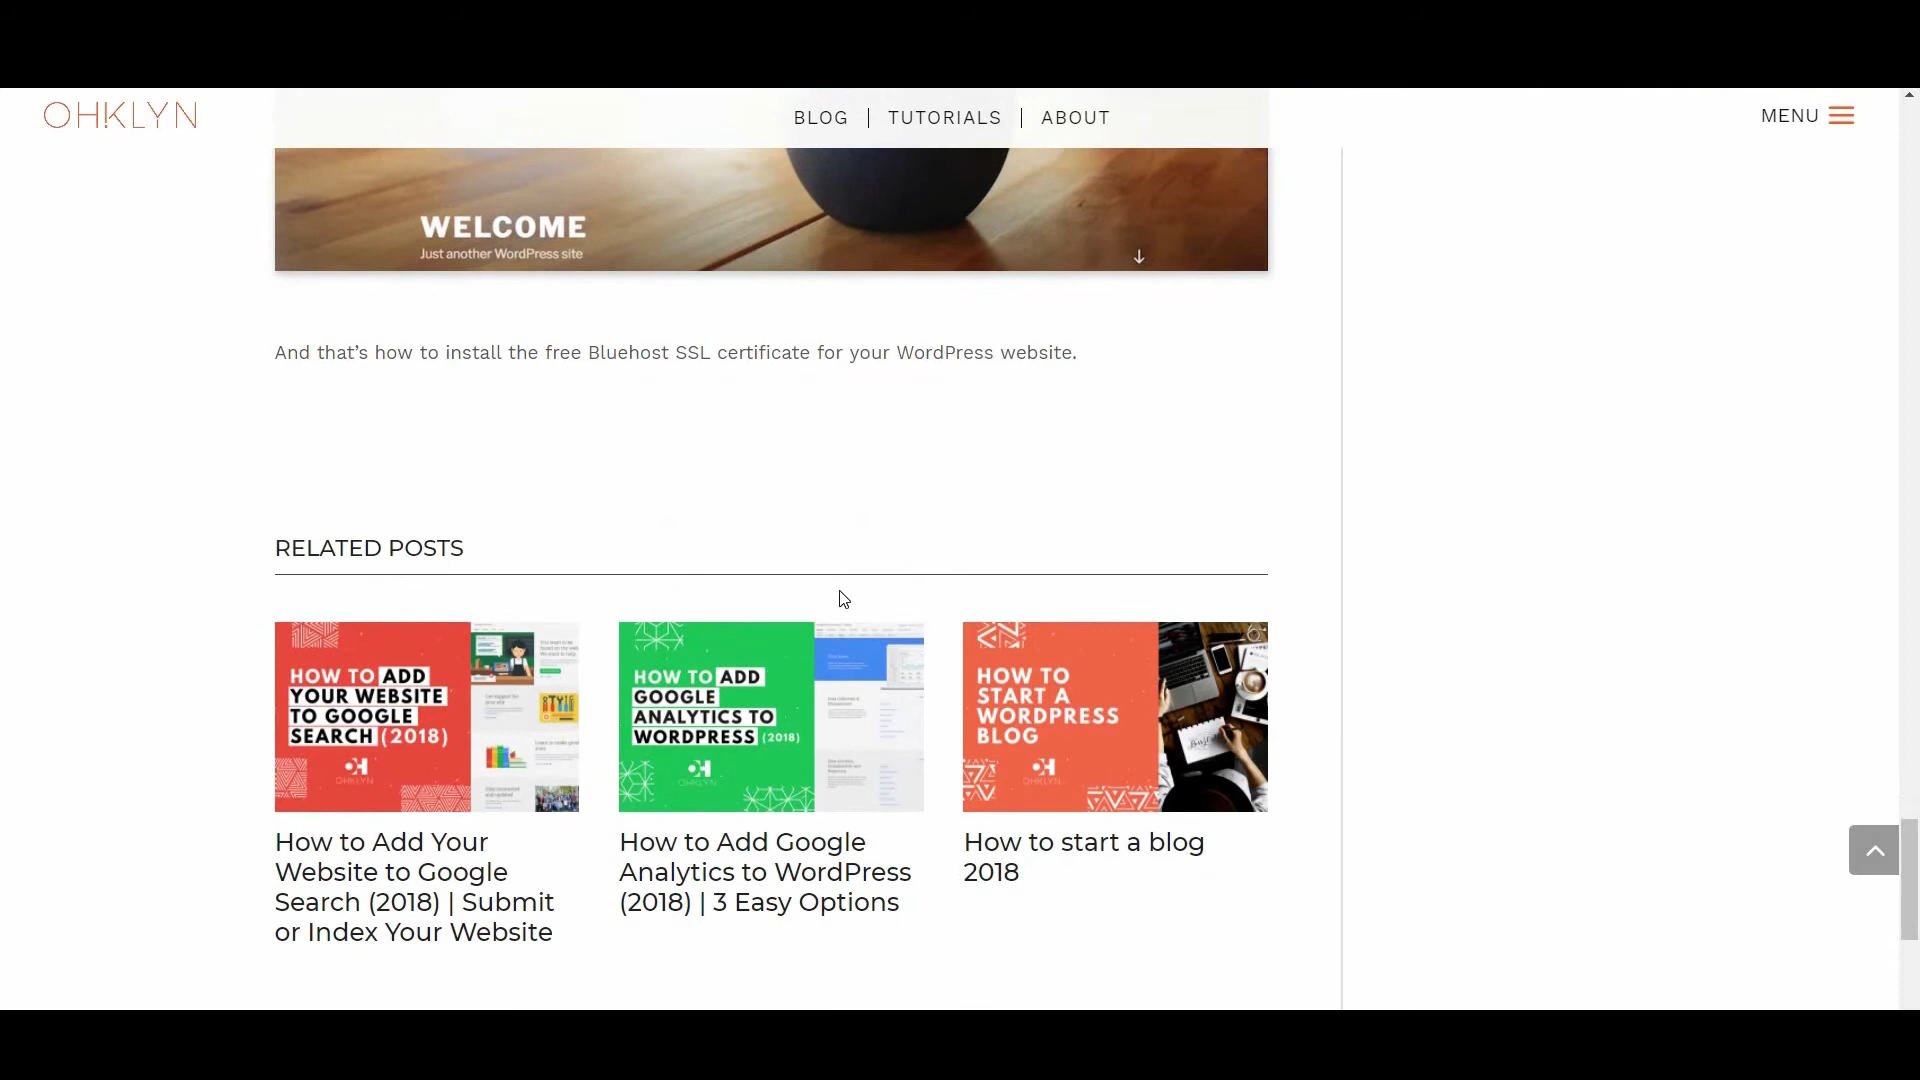 OH!KLYN
BLOG | TUTORIALS | ABOUT
MENU
WELCOME
Just another WordPress site
And that’s how to install the free Bluehost SSL certificate for your WordPress website.
RELATED POSTS
HOW TO ADD
YOUR WEBSITE
TO GOOGLE
SEARCH (2018)
OHKLYN
HOW TO ADD
GOOGLE
ANALYTICS TO
WORDPRESS (2018)
OHKLYN
HOW TO
START A
WORDPRESS
BLOG
OHKLYN
How to Add Your
Website to Google
Search (2018) | Submit
or Index Your Website
How to Add Google
Analytics to WordPress
(2018) | 3 Easy Options
How to start a blog
2018